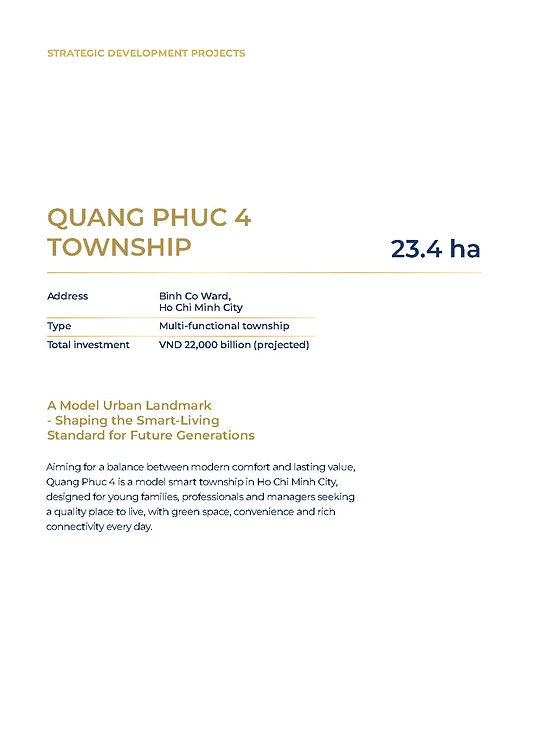 STRATEGIC DEVELOPMENT PROJECTS
QUANG PHUC 4
TOWNSHIP
23.4 ha
Address
Binh Co Ward,
Ho Chi Minh City
Type
Multi-functional township
Total investment
VND 22,000 billion (projected)
A Model Urban Landmark
- Shaping the Smart-Living
Standard for Future Generations
Aiming for a balance between modern comfort and lasting value,
Quang Phuc 4 is a model smart township in Ho Chi Minh City,
designed for young families, professionals and managers seeking
a quality place to live, with green space, convenience and rich
connectivity every day.